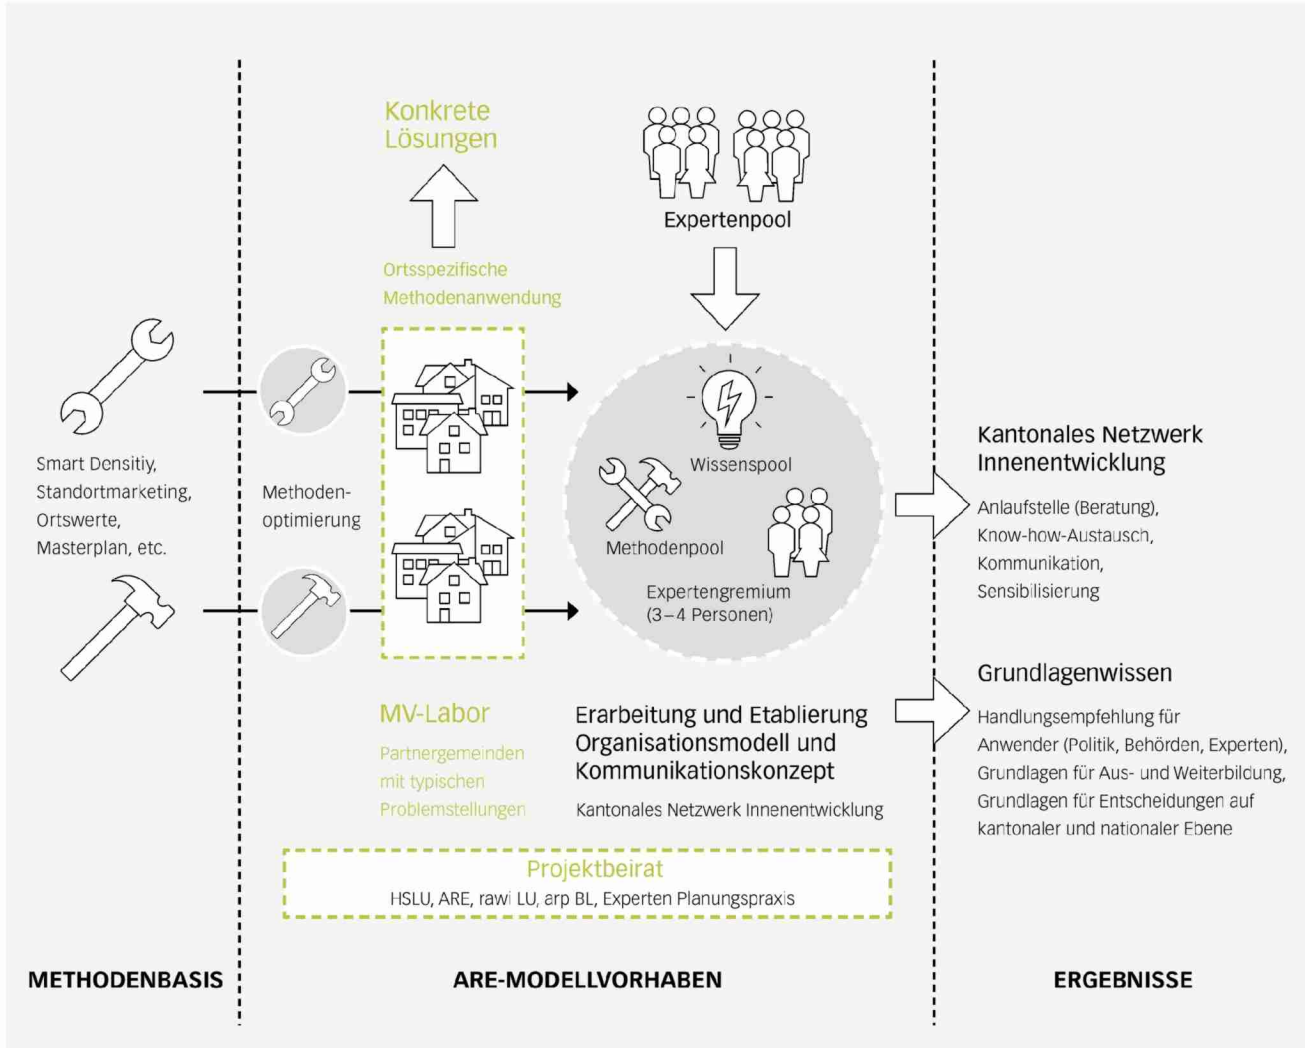 Konkrete
Lösungen
Expertenpool
Ortsspezifische
Methodenanwendung
Smart Densitiy,
Standortmarketing,
Ortswerte,
Masterplan, etc.
Methoden-
optimierung
Wissenspool
Methodenpool
Expertengremium
(3–4 Personen)
Kantonales Netzwerk
Innenentwicklung
Anlaufstelle (Beratung),
Know-how-Austausch,
Kommunikation,
Sensibilisierung
MV-Labor
Partnergemeinden
mit typischen
Problemstellungen
Erarbeitung und Etablierung
Organisationsmodell und
Kommunikationskonzept
Kantonales Netzwerk Innenentwicklung
Grundlagenwissen
Handlungsempfehlung für
Anwender (Politik, Behörden, Experten),
Grundlagen für Aus- und Weiterbildung,
Grundlagen für Entscheidungen auf
kantonaler und nationaler Ebene
Projektbeirat
HSLU, ARE, rawi LU, arp BL, Experten Planungspraxis
METHODENBASIS
ARE-MODELLVORHABEN
ERGEBNISSE